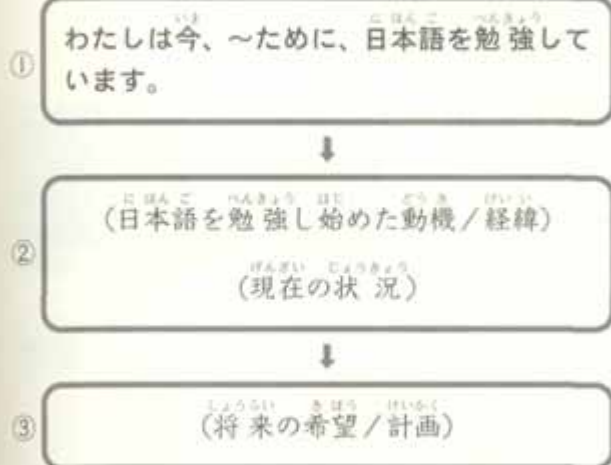 ① わたしは今、～ために、日本語を勉強して
います。
⬇
② (日本語を勉強し始めた動機/経緯)
(現在の状況)
⬇
③ (将来の希望/計画)